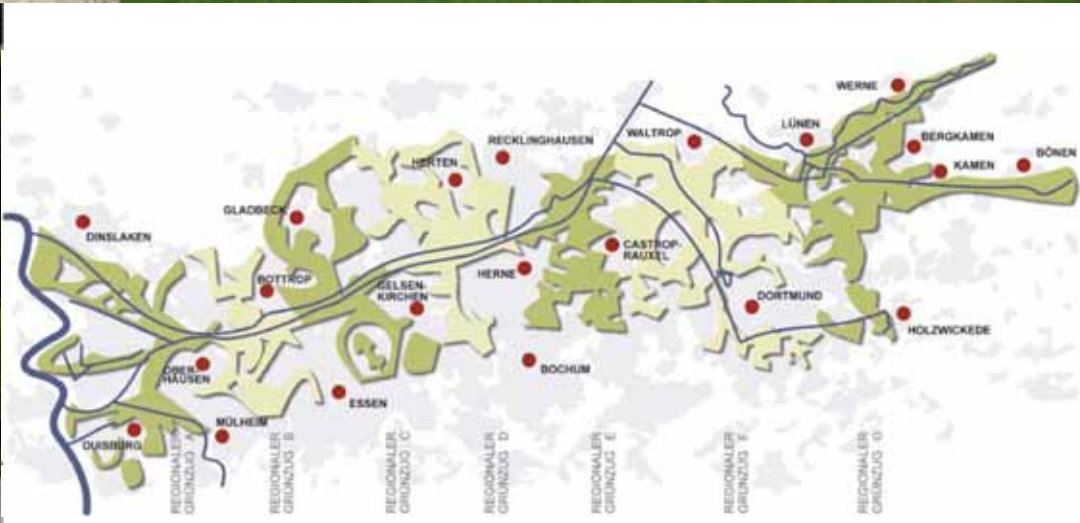 WERNE
LÜNEN
WALTROP
BERGKAMEN
RECKLINGHAUSEN
BÖNEN
HERTEN
KAMEN
GLADBECK
DINSLAKEN
CASTROP-
RAUXEL
HERNE
BOTTROP
GELSEN-
KIRCHEN
DORTMUND
HOLZWICKEDE
BOCHUM
OBER-
HAUSEN
ESSEN
MÜLHEIM
DUISBURG
REGIONALER
GRÜNZUG A
REGIONALER
GRÜNZUG B
REGIONALER
GRÜNZUG C
REGIONALER
GRÜNZUG D
REGIONALER
GRÜNZUG E
REGIONALER
GRÜNZUG F
REGIONALER
GRÜNZUG G